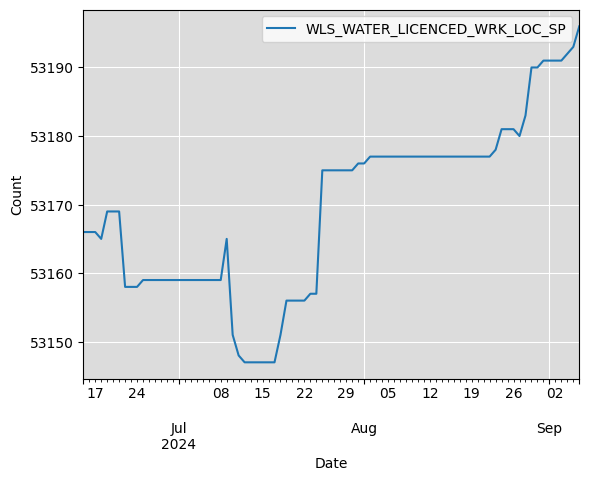 WLS_WATER_LICENCED_WRK_LOC_SP
53190
53180
53170
53160
53150
Count
17 24 08 15 22 29 05 12 19 26 02
Jul Aug Sep
2024
Date